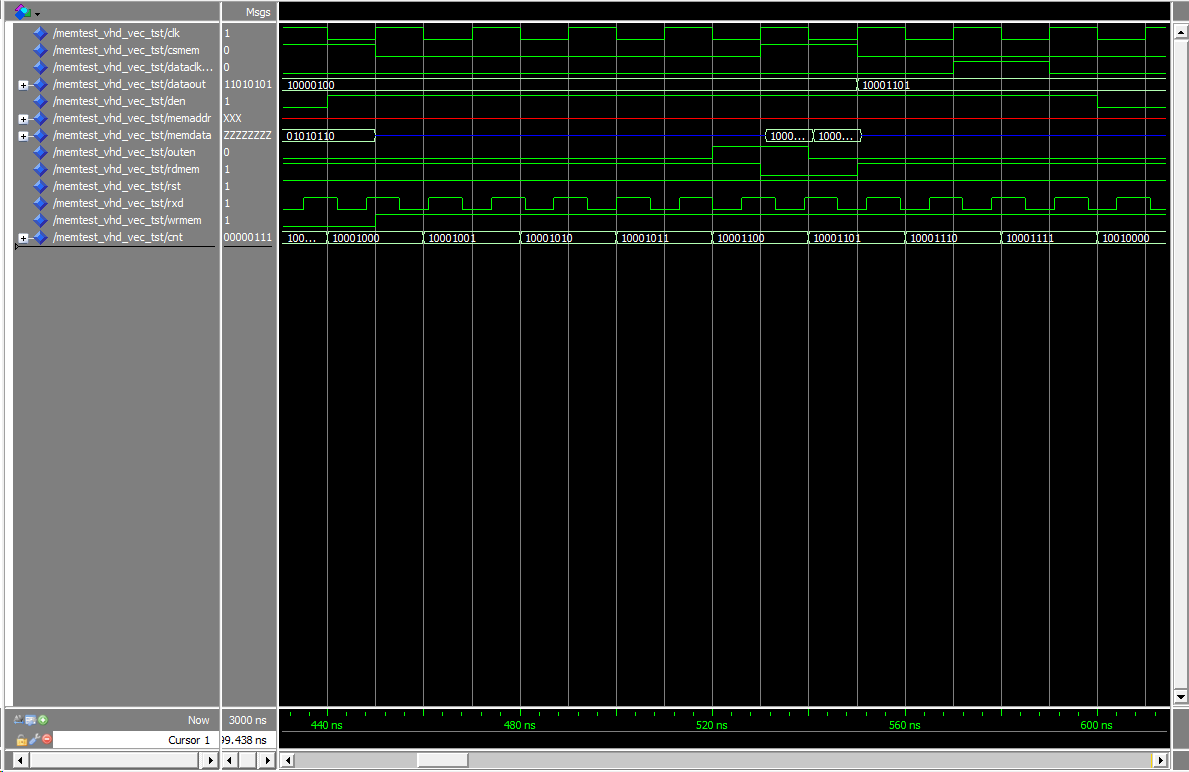 Msgs
/memtest_vhd_vec_tst/clk 1
/memtest_vhd_vec_tst/csmem 0
/memtest_vhd_vec_tst/dataclk... 0
/memtest_vhd_vec_tst/dataout 11010101 10000100 10001101
/memtest_vhd_vec_tst/den 1
/memtest_vhd_vec_tst/memaddr XXX
/memtest_vhd_vec_tst/memdata ZZZZZZZZ 01010110 1000... 1000...
/memtest_vhd_vec_tst/outen 0
/memtest_vhd_vec_tst/rdmem 1
/memtest_vhd_vec_tst/rst 1
/memtest_vhd_vec_tst/rxd 1
/memtest_vhd_vec_tst/wrmem 1
/memtest_vhd_vec_tst/cnt 00000111 100... 10001000 10001001 10001010 10001011 10001100 10001101 10001110 10001111 10010000
Now 3000 ns 440 ns 480 ns 520 ns 560 ns 600 ns
Cursor 1 99.438 ns